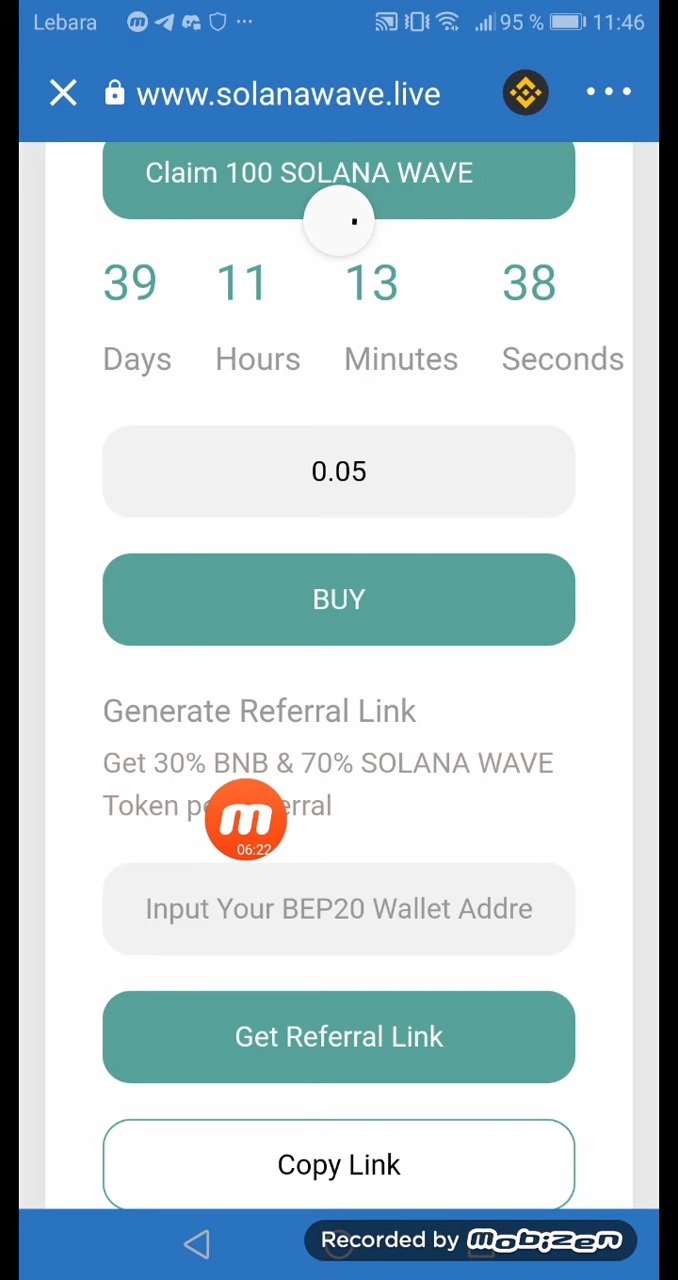 Lebara 95 % 11:46
www.solanawave.live
Claim 100 SOLANA WAVE
39 11 13 38
Days Hours Minutes Seconds
0.05
BUY
Generate Referral Link
Get 30% BNB & 70% SOLANA WAVE
Token
m
06:22
Input Your BEP20 Wallet Addre
Get Referral Link
Copy Link
Recorded by mobizen